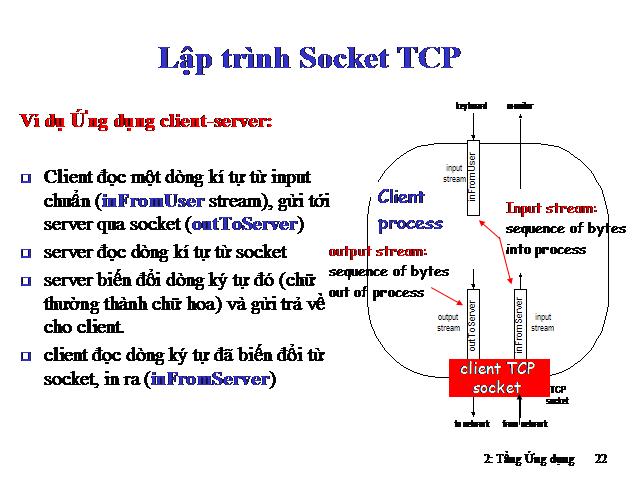 Lập trình Socket TCP
Ví dụ Ứng dụng client-server:
Client đọc một dòng kí tự từ input
chuẩn (inFromUser stream), gửi tới
server qua socket (outToServer)
server đọc dòng kí tự từ socket
server biến đổi dòng ký tự đó (chữ
thường thành chữ hoa) và gửi trả về
cho client.
client đọc dòng ký tự đã biến đổi từ
socket, in ra (inFromServer)
keyboard
monitor
input
stream
inFromUser
Client
process
Input stream:
sequence of bytes
into process
output stream:
sequence of bytes
out of process
output
stream
outToServer
inFromServer
input
stream
client TCP
socket
TCP
socket
to network
from network
2: Tầng Ứng dụng
22